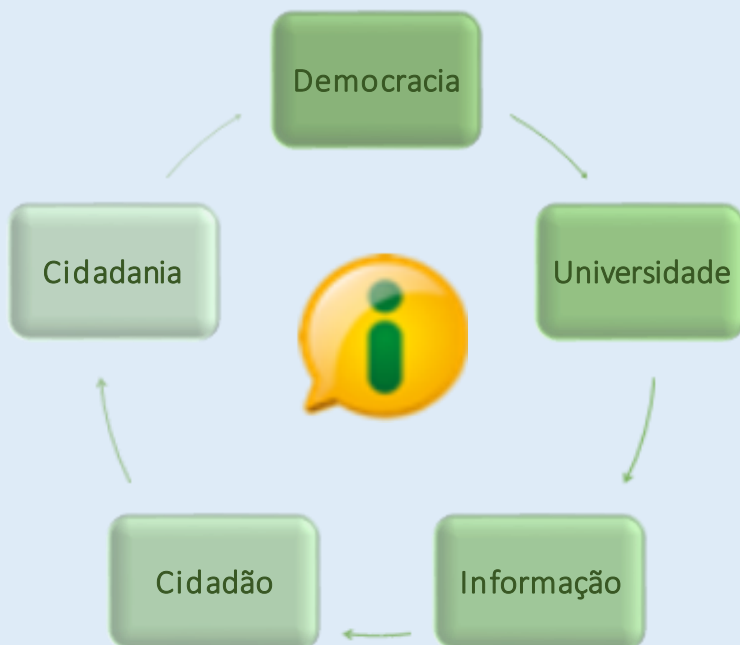 Democracia
Universidade
Informação
Cidadão
Cidadania